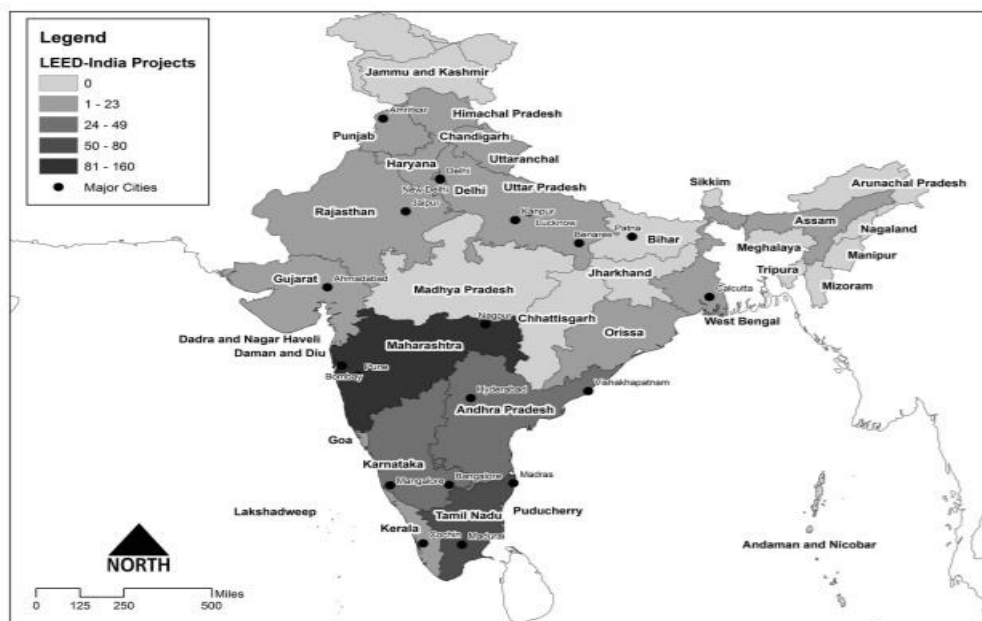 Legend
LEED-India Projects
0
1 - 23
24 - 49
50 - 80
81 - 160
Major Cities
Jammu and Kashmir
Amritsar
Himachal Pradesh
Punjab
Chandigarh
Uttaranchal
Haryana
Delhi
New Delhi
Delhi
Uttar Pradesh
Sikkim
Arunachal Pradesh
Rajasthan
Jaipur
Kanpur
Lucknow
Assam
Nagaland
Benares
Patna
Bihar
Meghalaya
Manipur
Gujarat
Ahmadabad
Jharkhand
Tripura
Mizoram
Madhya Pradesh
Calcutta
Nagpur
Chhattisgarh
West Bengal
Orissa
Dadra and Nagar Haveli
Daman and Diu
Maharashtra
Bombay
Pune
Hyderabad
Vishakhapatnam
Andhra Pradesh
Goa
Karnataka
Mangalore
Bangalore
Madras
Lakshadweep
Tamil Nadu
Puducherry
Kerala
Cochin
Madurai
Andaman and Nicobar
NORTH
Miles
0 125 250 500